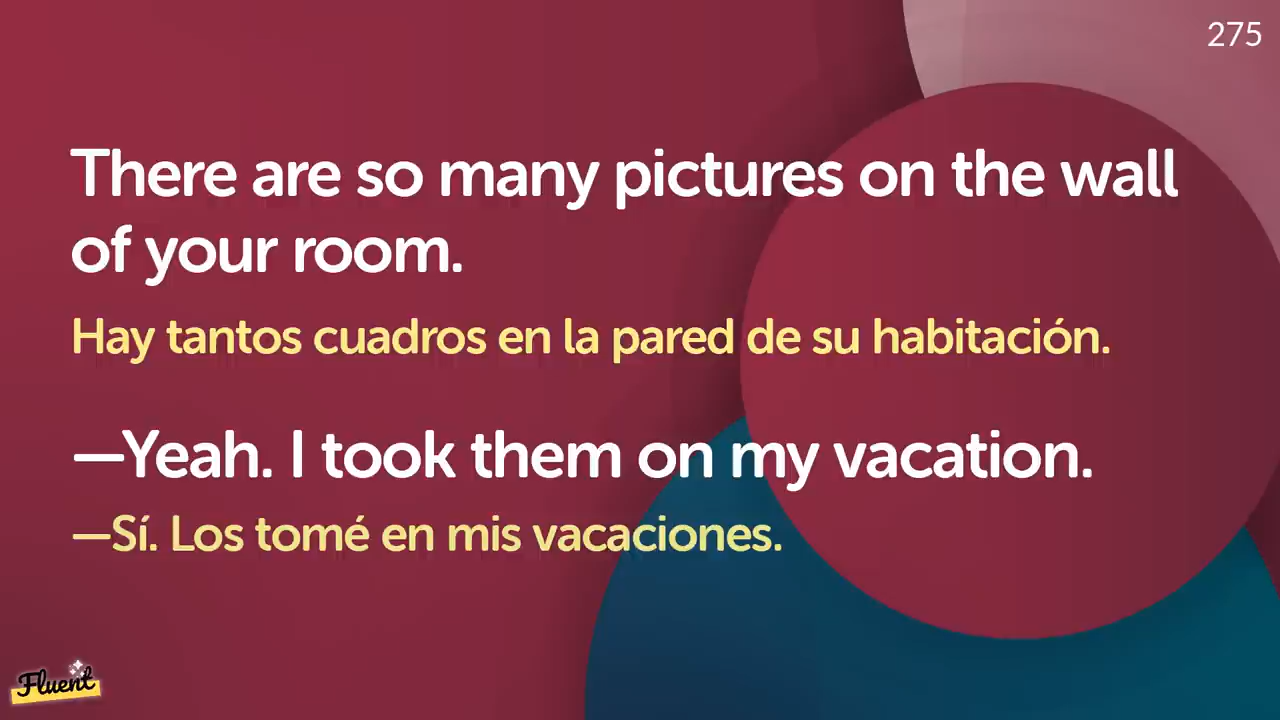 275
There are so many pictures on the wall
of your room.
Hay tantos cuadros en la pared de su habitación.
—Yeah. I took them on my vacation.
—Sí. Los tomé en mis vacaciones.
Fluent